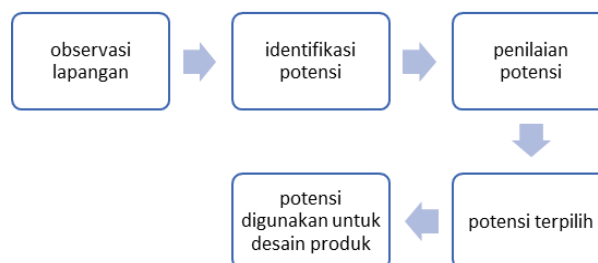 observasi
lapangan
identifikasi
potensi
penilaian
potensi
potensi terpilih
potensi
digunakan untuk
desain produk